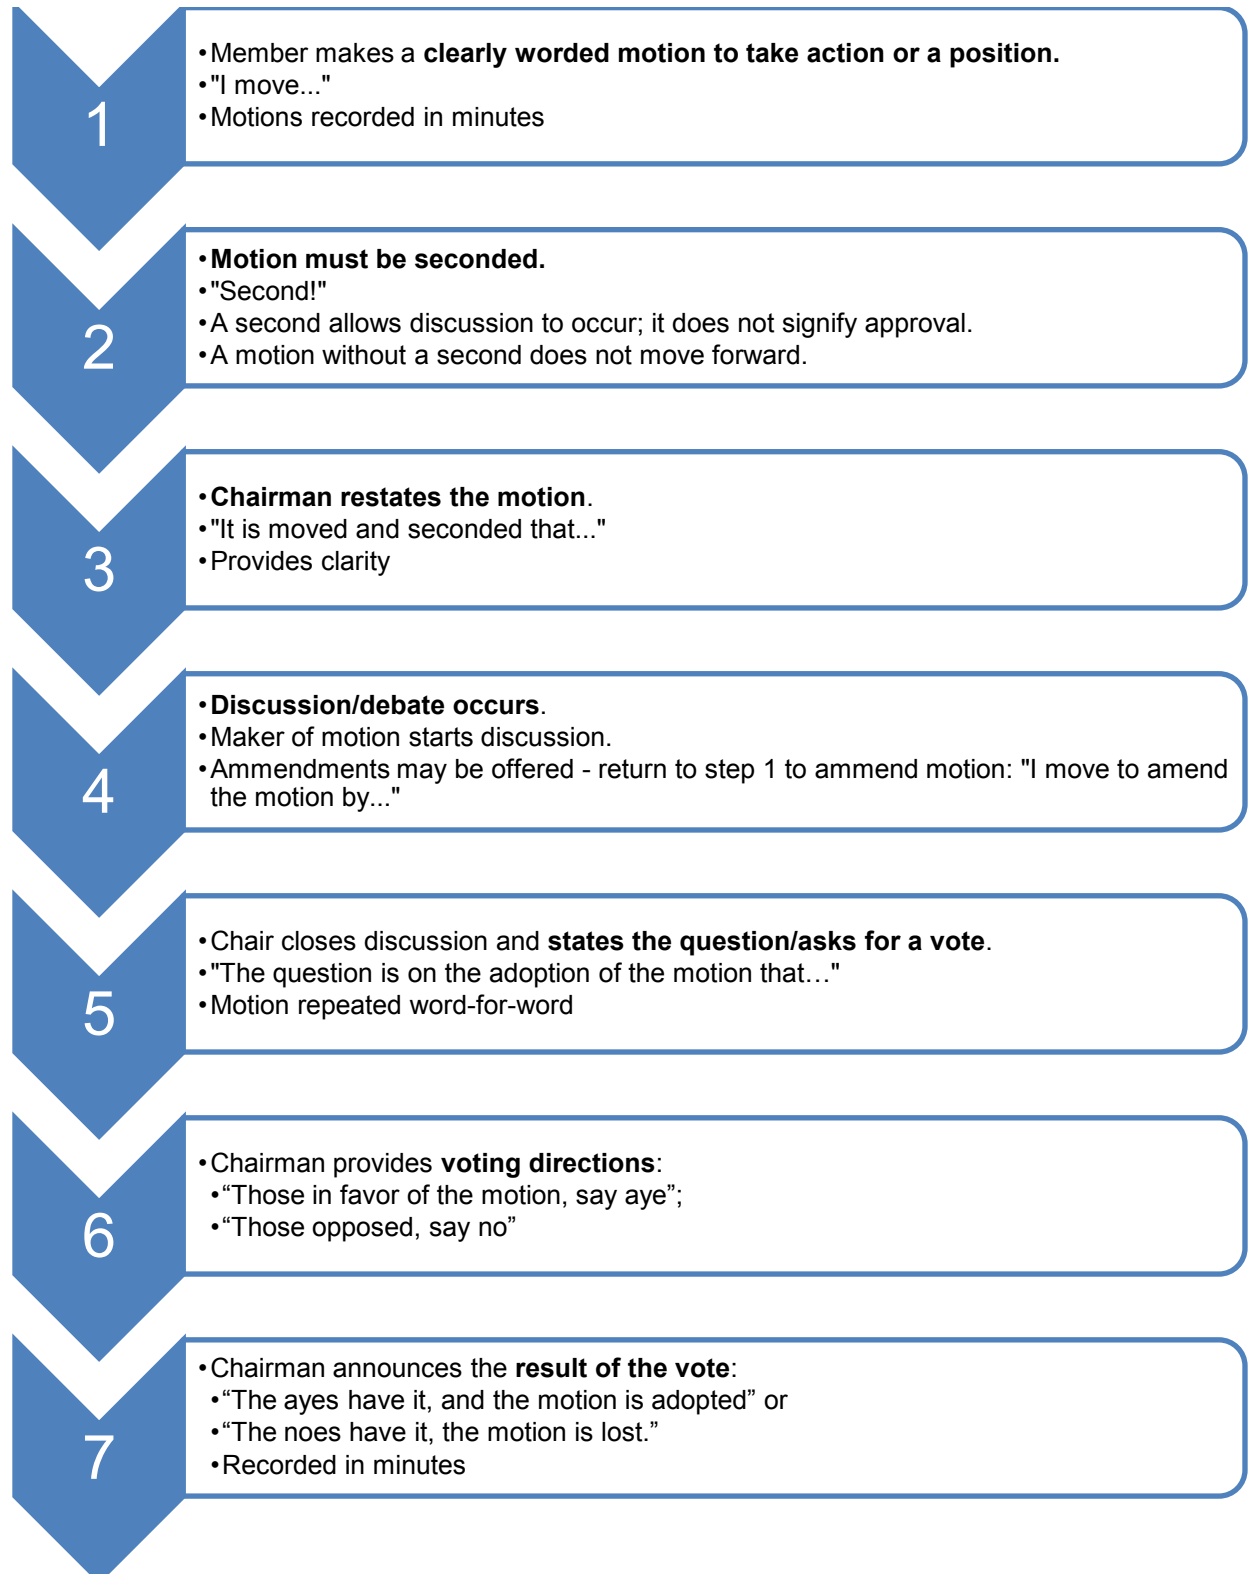 1
•Member makes a clearly worded motion to take action or a position.
•"I move..."
•Motions recorded in minutes
2
•Motion must be seconded.
•"Second!"
•A second allows discussion to occur; it does not signify approval.
•A motion without a second does not move forward.
3
•Chairman restates the motion.
•"It is moved and seconded that..."
•Provides clarity
4
•Discussion/debate occurs.
•Maker of motion starts discussion.
•Ammendments may be offered - return to step 1 to ammend motion: "I move to amend
the motion by..."
5
•Chair closes discussion and states the question/asks for a vote.
•"The question is on the adoption of the motion that…"
•Motion repeated word-for-word
6
•Chairman provides voting directions:
•“Those in favor of the motion, say aye”;
•“Those opposed, say no”
7
•Chairman announces the result of the vote:
•“The ayes have it, and the motion is adopted” or
•“The noes have it, the motion is lost.”
•Recorded in minutes